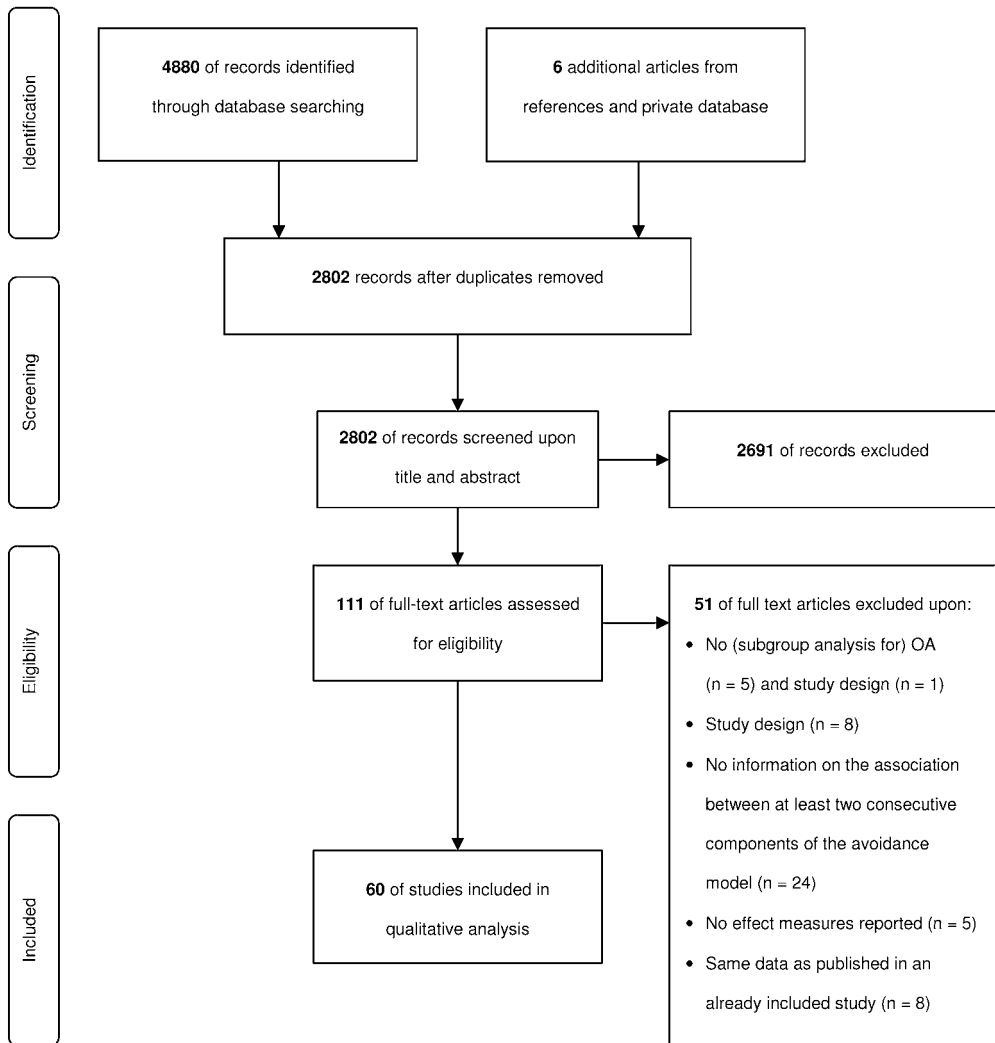 Identification
4880 of records identified
through database searching
6 additional articles from
references and private database
2802 records after duplicates removed
Screening
2802 of records screened upon
title and abstract
2691 of records excluded
Eligibility
111 of full-text articles assessed
for eligibility
51 of full text articles excluded upon:
• No (subgroup analysis for) OA
(n = 5) and study design (n = 1)
• Study design (n = 8)
• No information on the association
between at least two consecutive
components of the avoidance
model (n = 24)
• No effect measures reported (n = 5)
• Same data as published in an
already included study (n = 8)
Included
60 of studies included in
qualitative analysis